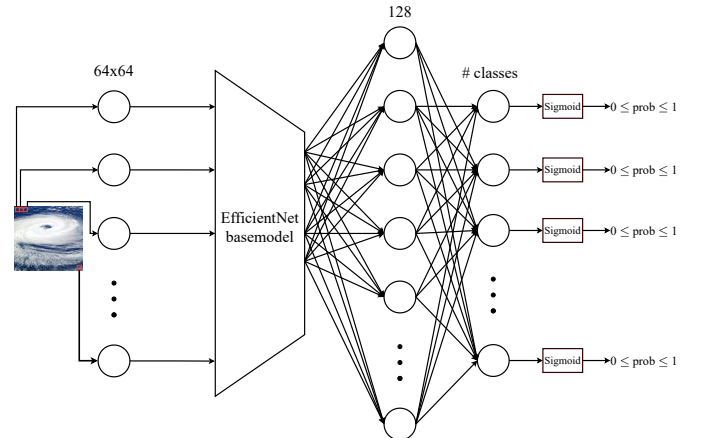 128
64x64
# classes
Sigmoid
0 ≤ prob ≤ 1
Sigmoid
0 ≤ prob ≤ 1
EfficientNet
basemodel
Sigmoid
0 ≤ prob ≤ 1
Sigmoid
0 ≤ prob ≤ 1